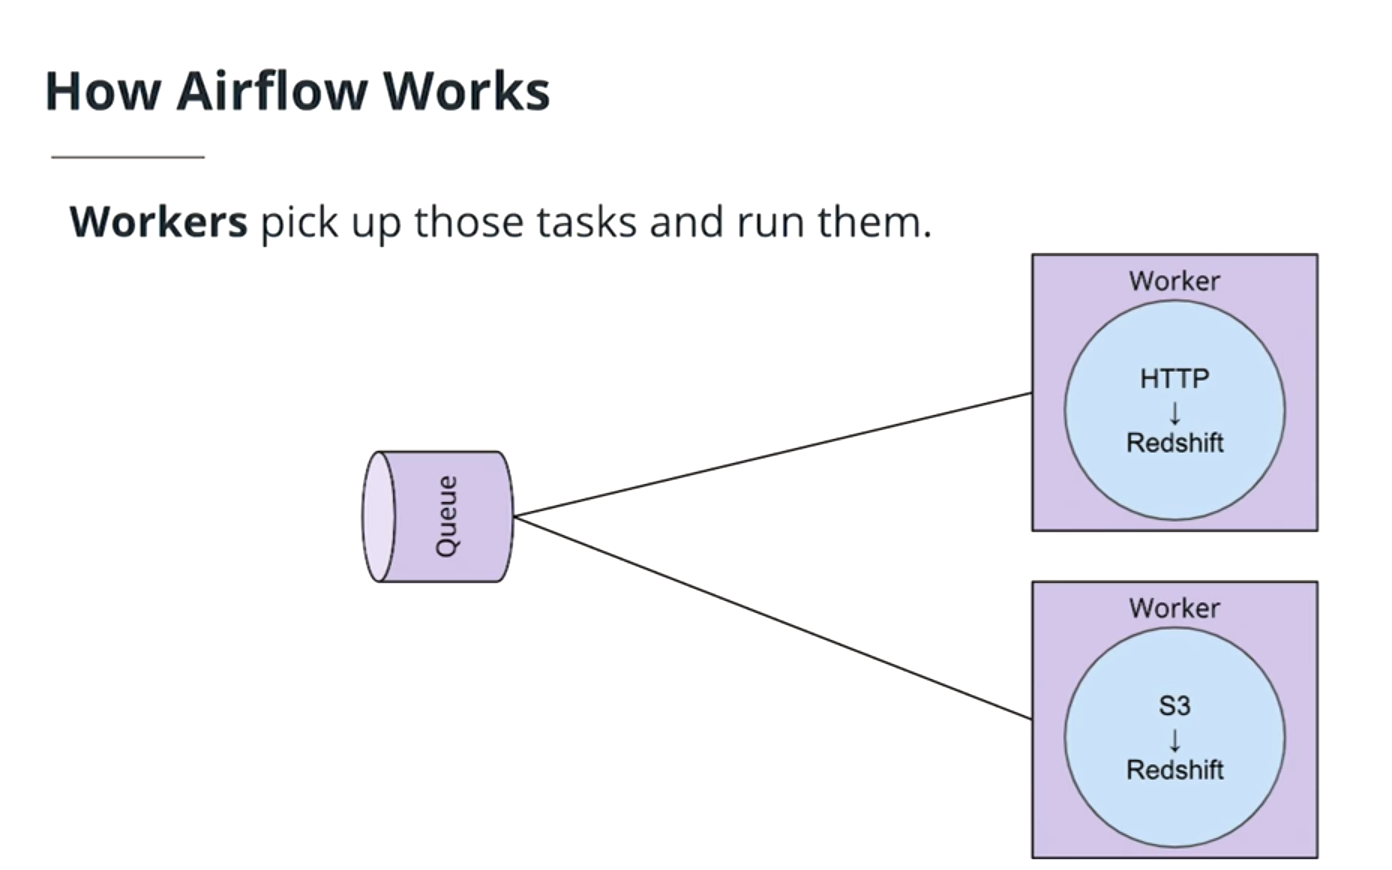 How Airflow Works
Workers pick up those tasks and run them.
Queue
Worker
HTTP
↓
Redshift
Worker
S3
↓
Redshift